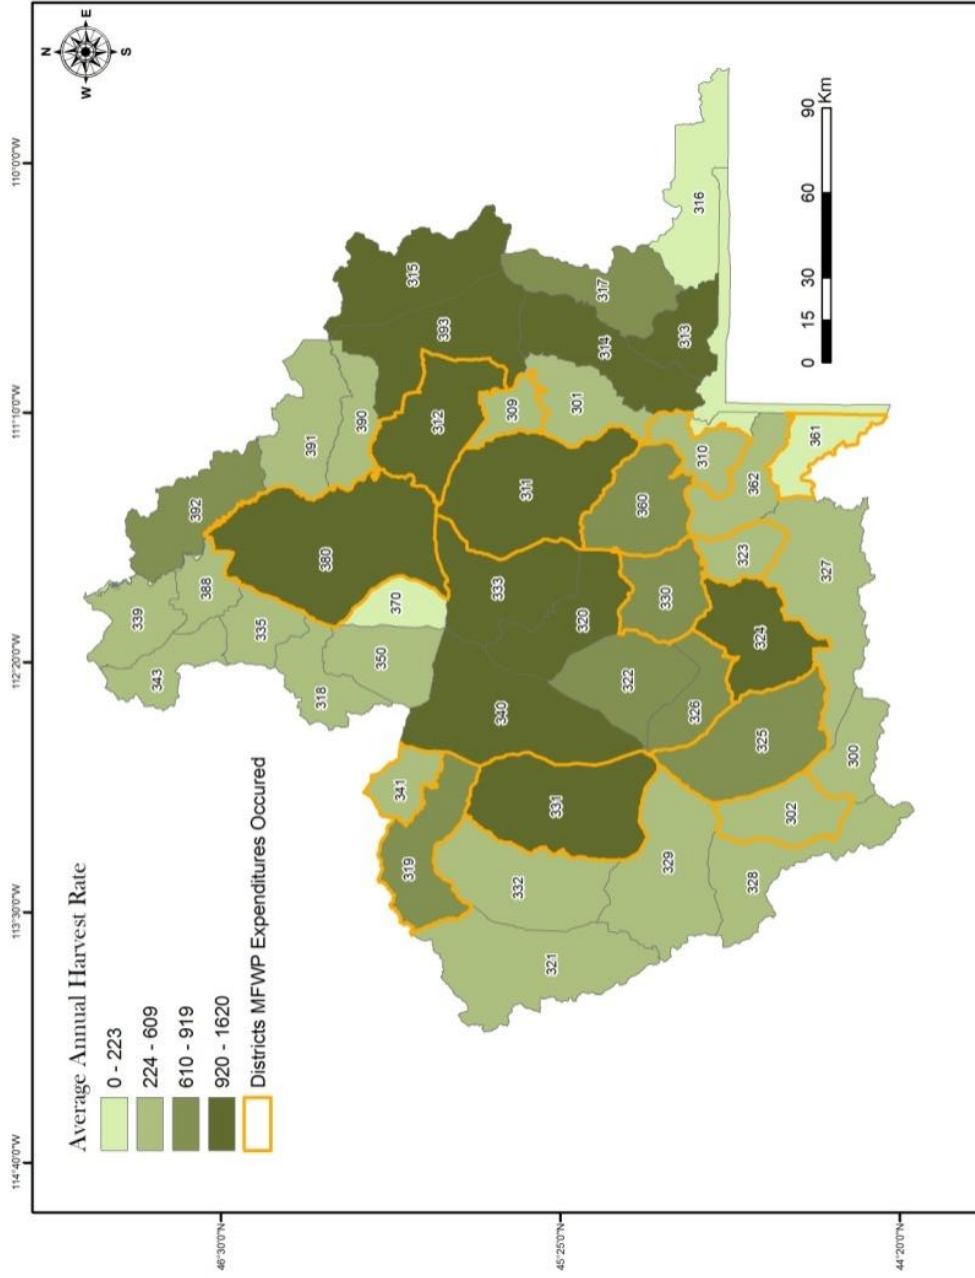 Average Annual Harvest Rate
0 - 223
224 - 609
610 - 919
920 - 1620
Districts MFWP Expenditures Occured
N
W
E
S
114°40'0"W
113°30'0"W
112°20'0"W
111°10'0"W
110°0'0"W
46°30'0"N
45°25'0"N
44°20'0"N
339
343
388
392
335
391
318
380
390
350
370
315
341
393
319
312
340
333
309
332
311
331
321
320
301
314
317
322
360
329
330
326
310
313
316
323
362
328
325
324
302
361
327
300
0
15
30
60
90
Km